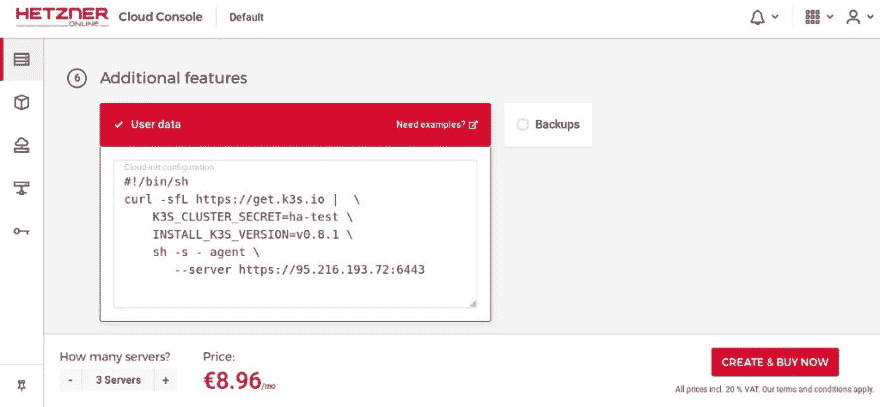 HETZNER
ONLINE
Cloud Console
Default
6
Additional features
User data
Need examples?
Backups
Cloud-init configuration
#!/bin/sh
curl -sfL https://get.k3s.io |  \
    K3S_CLUSTER_SECRET=ha-test \
    INSTALL_K3S_VERSION=v0.8.1 \
    sh -s - agent \
       --server https://95.216.193.72:6443
How many servers?
- 3 Servers +
Price:
€8.96/mo
CREATE & BUY NOW
All prices incl. 20 % VAT. Our terms and conditions apply.